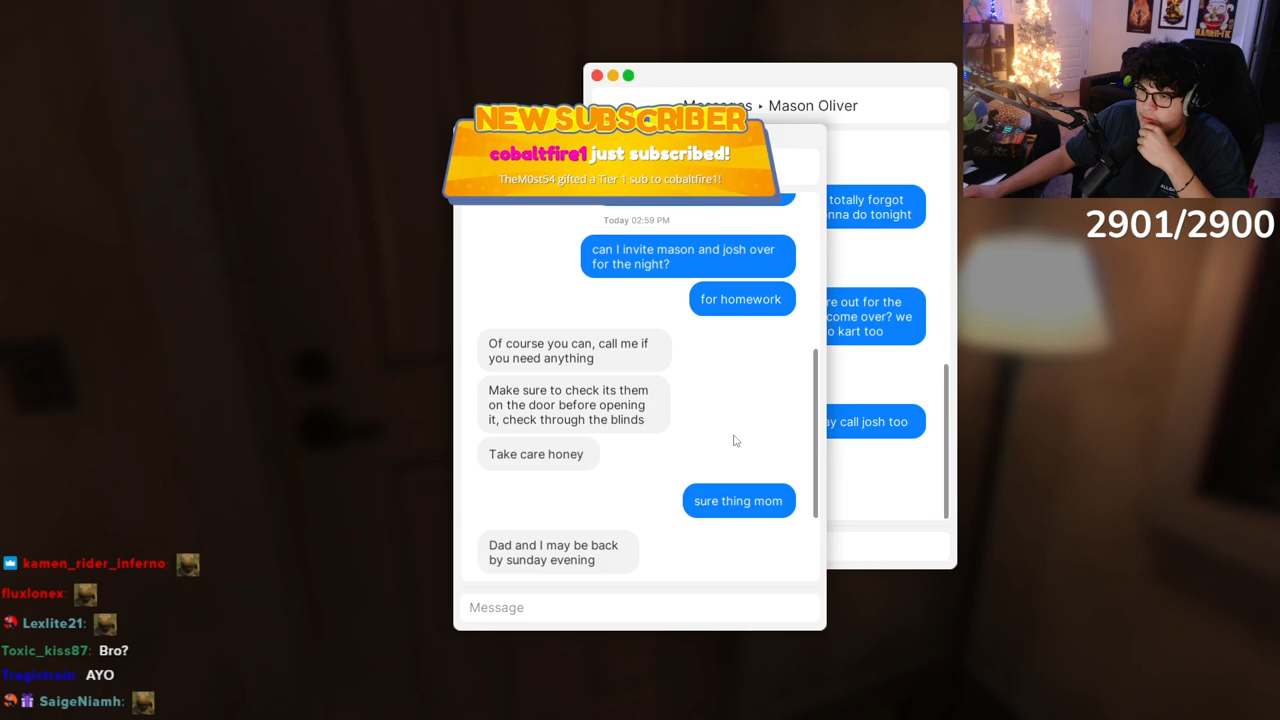 Messages ▸ Mason Oliver
NEW SUBSCRIBER
cobaltfire1 just subscribed!
TheM0st54 gifted a Tier 1 sub to cobaltfire1!
Today 02:59 PM
can I invite mason and josh over
for the night?
for homework
Of course you can, call me if
you need anything
Make sure to check its them
on the door before opening
it, check through the blinds
Take care honey
sure thing mom
Dad and I may be back
by sunday evening
Message
totally forgot
nna do tonight
re out for the
come over? we
o kart too
ay call josh too
2901/2900
kamen_rider_inferno:
fluxlonex:
Lexlite21:
Toxic_kiss87: Bro?
Tragictrain: AYO
SaigeNiamh: